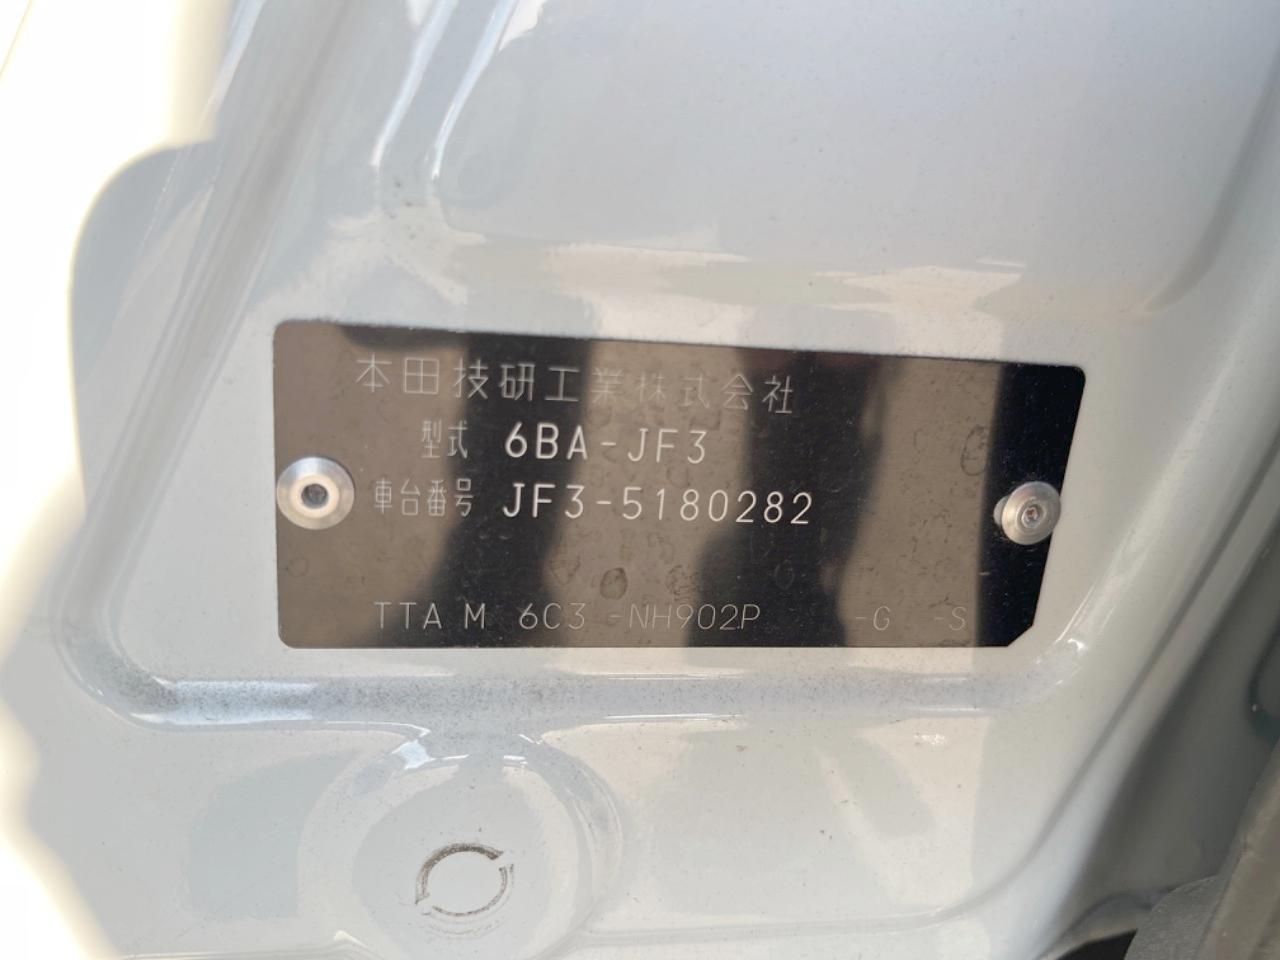 本田技研工業株式会社
型式 6BA-JF3
車台番号 JF3-5180282
TTA M 6C3 -NH902P -G -S